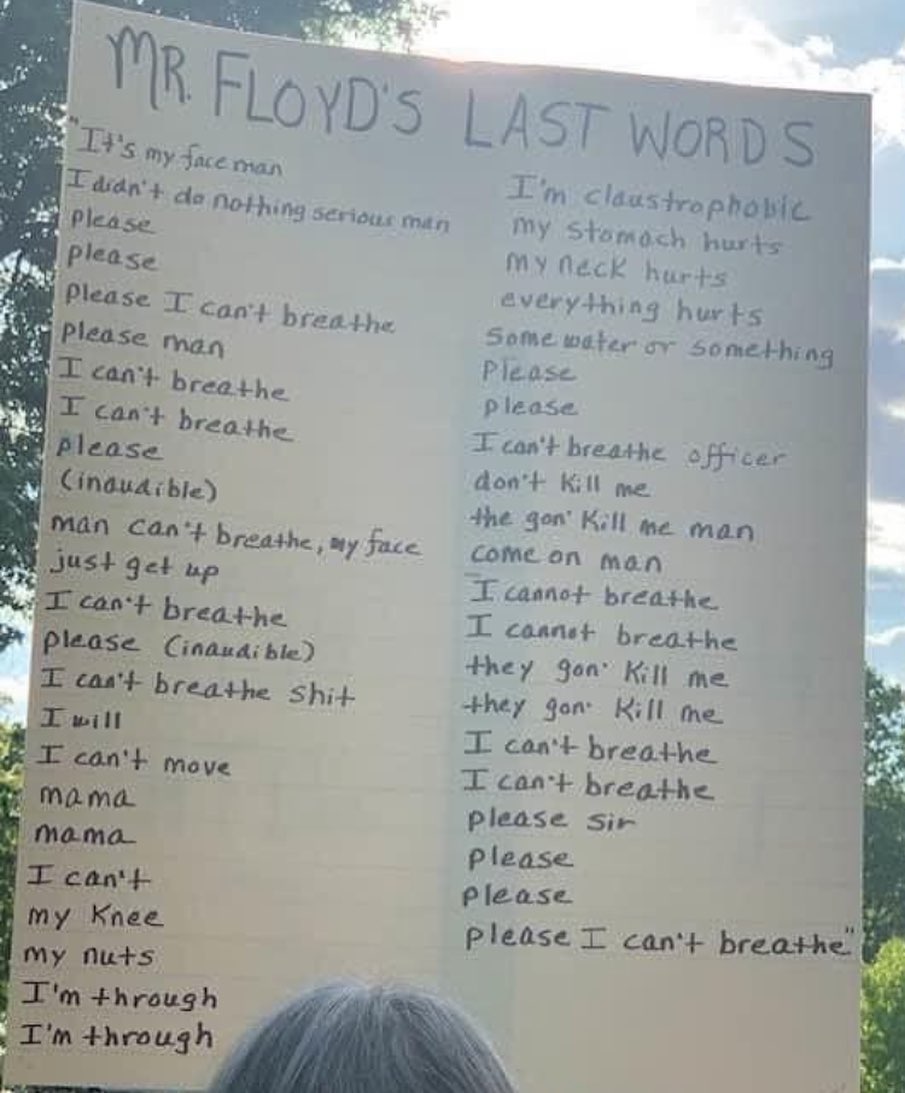 MR. FLOYD'S LAST WORDS
"It's my face man
I didn't do nothing serious man
please
please
please I can't breathe
please man
I can't breathe
I can't breathe
please
(inaudible)
man can't breathe, my face
just get up
I can't breathe
please (inaudible)
I can't breathe shit
I will
I can't move
mama
mama
I can't
my knee
my nuts
I'm through
I'm through
I'm claustrophobic
my stomach hurts
my neck hurts
everything hurts
some water or something
Please
please
I can't breathe officer
don't kill me
the gon' kill me man
come on man
I cannot breathe
I cannot breathe
they gon' kill me
they gon' kill me
I can't breathe
I can't breathe
please sir
please
please
please I can't breathe"